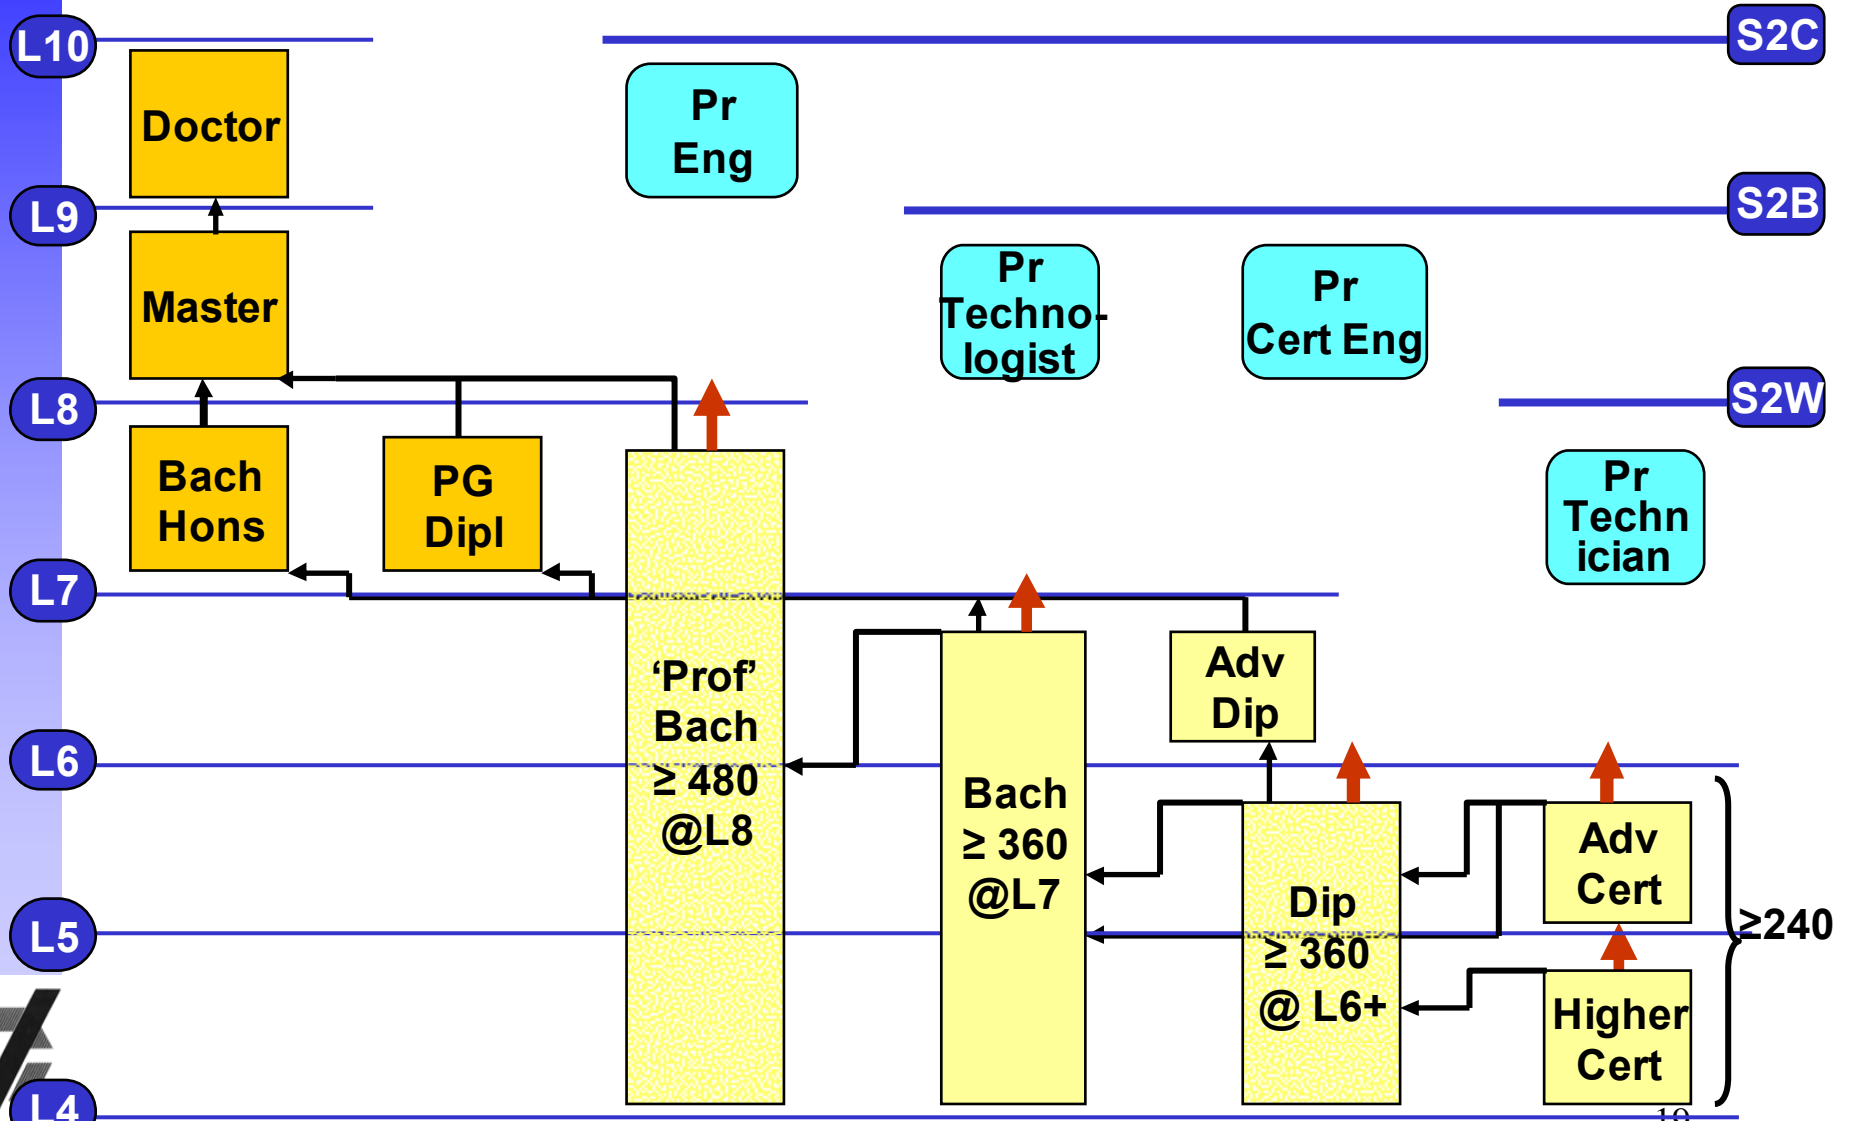 L10
S2C
Doctor
Pr
Eng
L9
S2B
Master
Pr
Techno-
logist
Pr
Cert Eng
L8
S2W
Bach
Hons
PG
Dipl
Pr
Techn
ician
L7
‘Prof’
Bach
≥ 480
@L8
Adv
Dip
L6
Bach
≥ 360
@L7
Adv
Cert
Dip
≥ 360
@ L6+
≥240
L5
Higher
Cert
L4
10